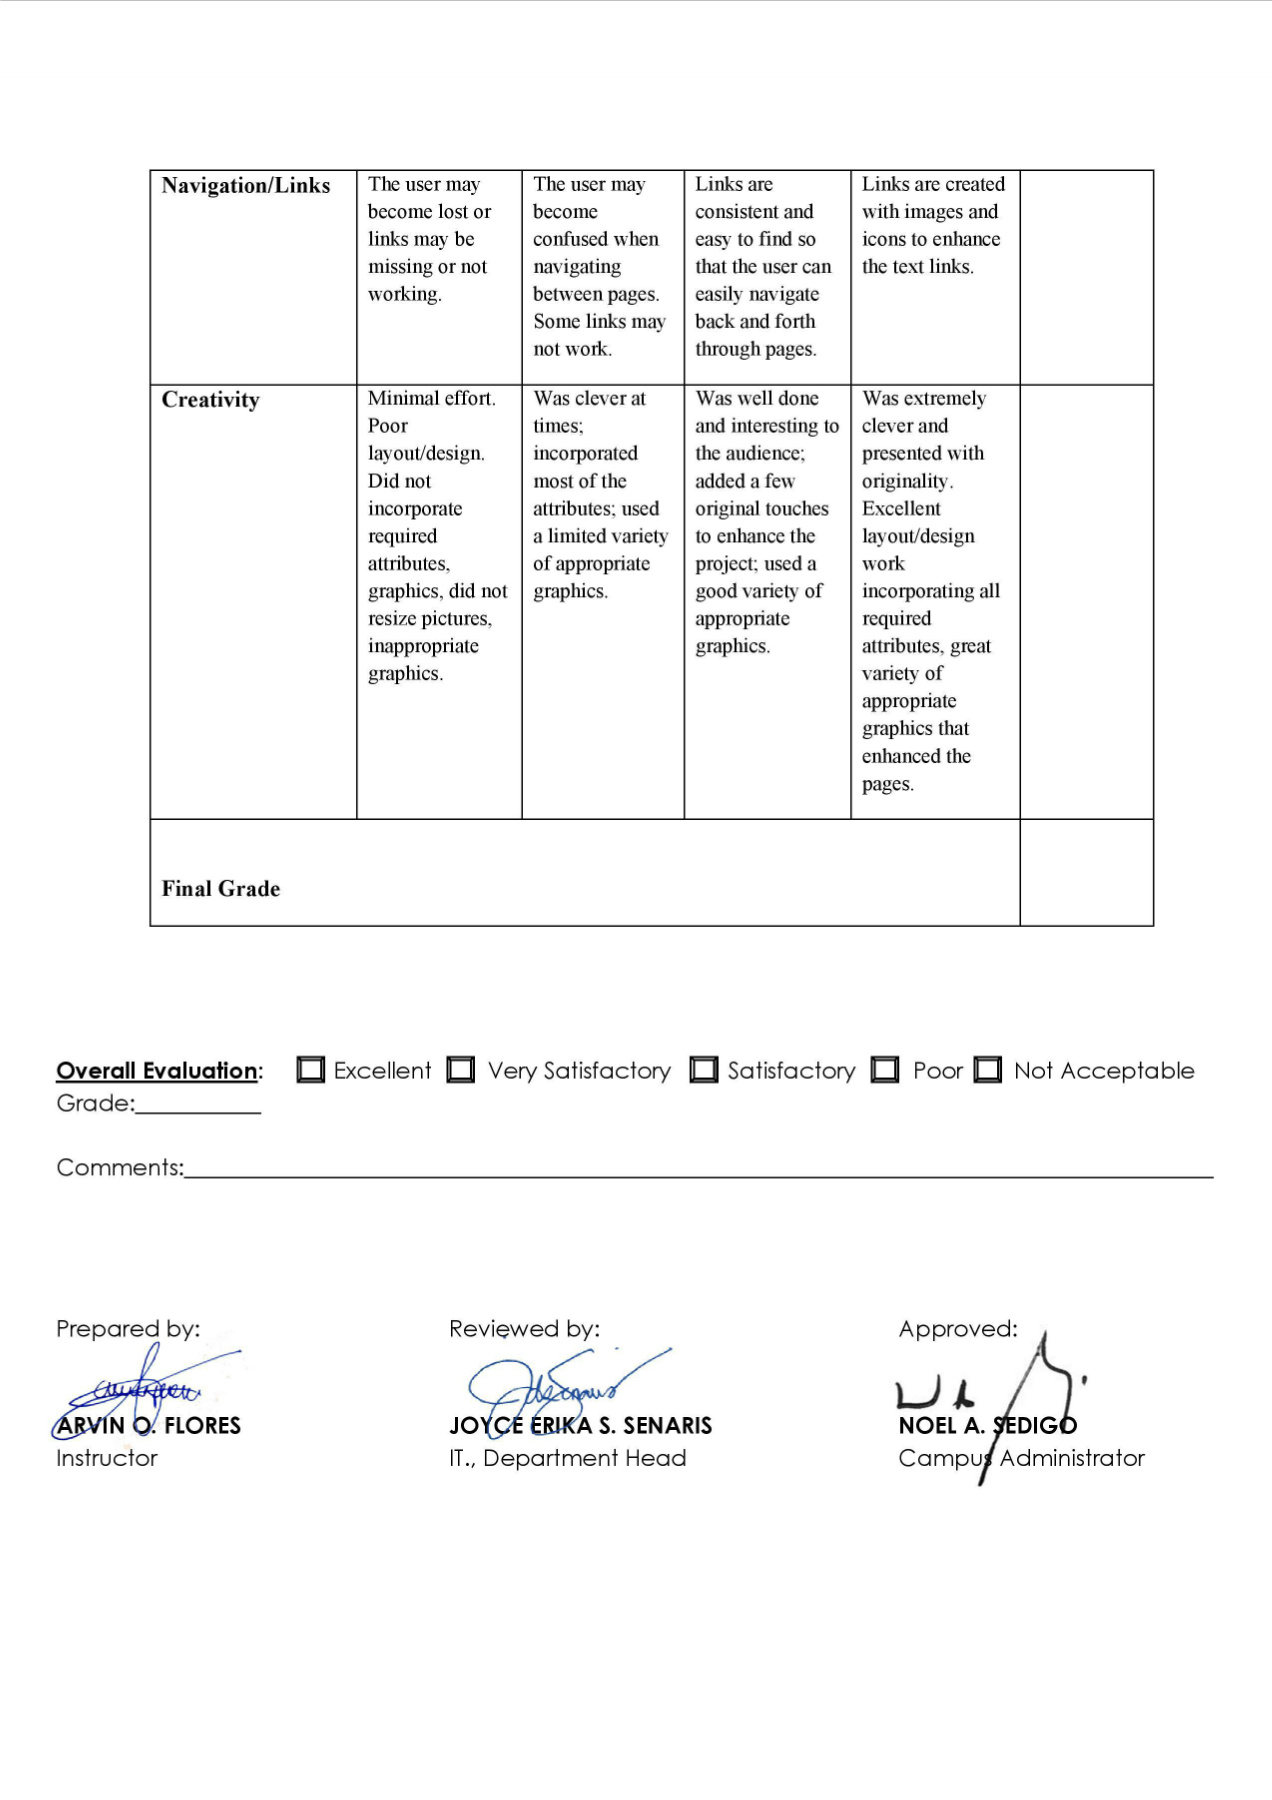 Navigation/Links
The user may
become lost or
links may be
missing or not
working.
The user may
become
confused when
navigating
between pages.
Some links may
not work.
Links are
consistent and
easy to find so
that the user can
easily navigate
back and forth
through pages.
Links are created
with images and
icons to enhance
the text links.
Creativity
Minimal effort.
Poor
layout/design.
Did not
incorporate
required
attributes,
graphics, did not
resize pictures,
inappropriate
graphics.
Was clever at
times;
incorporated
most of the
attributes; used
a limited variety
of appropriate
graphics.
Was well done
and interesting to
the audience;
added a few
original touches
to enhance the
project; used a
good variety of
appropriate
graphics.
Was extremely
clever and
presented with
originality.
Excellent
layout/design
work
incorporating all
required
attributes, great
variety of
appropriate
graphics that
enhanced the
pages.
Final Grade
Overall Evaluation: Excellent Very Satisfactory Satisfactory Poor Not Acceptable
Grade:__________
Comments:__________
Prepared by:
ARVIN O. FLORES
Instructor
Reviewed by:
JOYCE ERIKA S. SENARIS
IT., Department Head
Approved:
NOEL A. SEDIGO
Campus Administrator